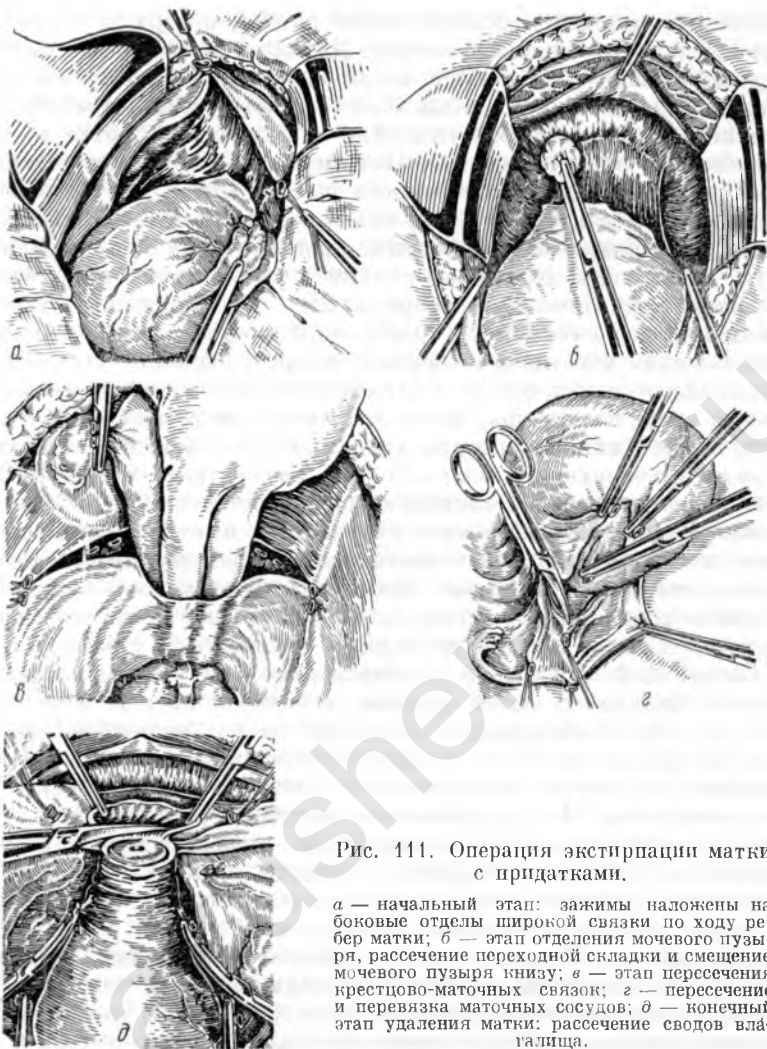 а
б
в
г
д
Рис. 111. Операция экстирпации матки
с придатками.
а — начальный этап: зажимы наложены на
боковые отделы широкой связки по ходу ре-
бер матки; б — этап отделения мочевого пузы-
ря, рассечение переходной складки и смещение
мочевого пузыря книзу; в — этап пересечения
крестцово-маточных связок; г — пересечение
и перевязка маточных сосудов; д — конечный
этап удаления матки: рассечение сводов вла-
галища.